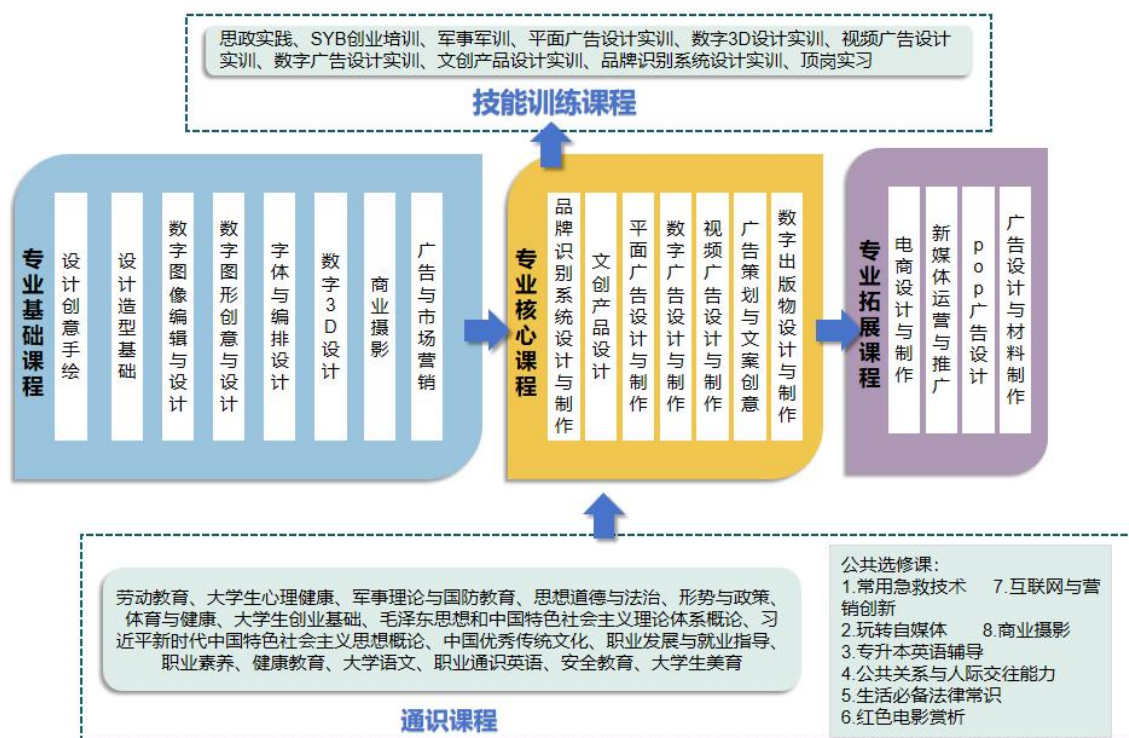 思政实践、SYB创业培训、军事军训、平面广告设计实训、数字3D设计实训、视频广告设计
实训、数字广告设计实训、文创产品设计实训、品牌识别系统设计实训、顶岗实习
技能训练课程
专业基础课程
设计创意手绘
设计造型基础
数字图像编辑与设计
数字图形创意与设计
字体与编排设计
数字3D设计
商业摄影
广告与市场营销
专业核心课程
品牌识别系统设计与制作
文创产品设计
平面广告设计与制作
数字广告设计与制作
视频广告设计与制作
广告策划与文案创意
数字出版物设计与制作
专业拓展课程
电商设计与制作
新媒体运营与推广
pop广告设计
广告设计与材料制作
劳动教育、大学生心理健康、军事理论与国防教育、思想道德与法治、形势与政策、
体育与健康、大学生创业基础、毛泽东思想和中国特色社会主义理论体系概论、习
近平新时代中国特色社会主义思想概论、中国优秀传统文化、职业发展与就业指导、
职业素养、健康教育、大学语文、职业通识英语、安全教育、大学生美育
通识课程
公共选修课：
1.常用急救技术 7.互联网与营
销创新
2.玩转自媒体 8.商业摄影
3.专升本英语辅导
4.公共关系与人际交往能力
5.生活必备法律常识
6.红色电影赏析